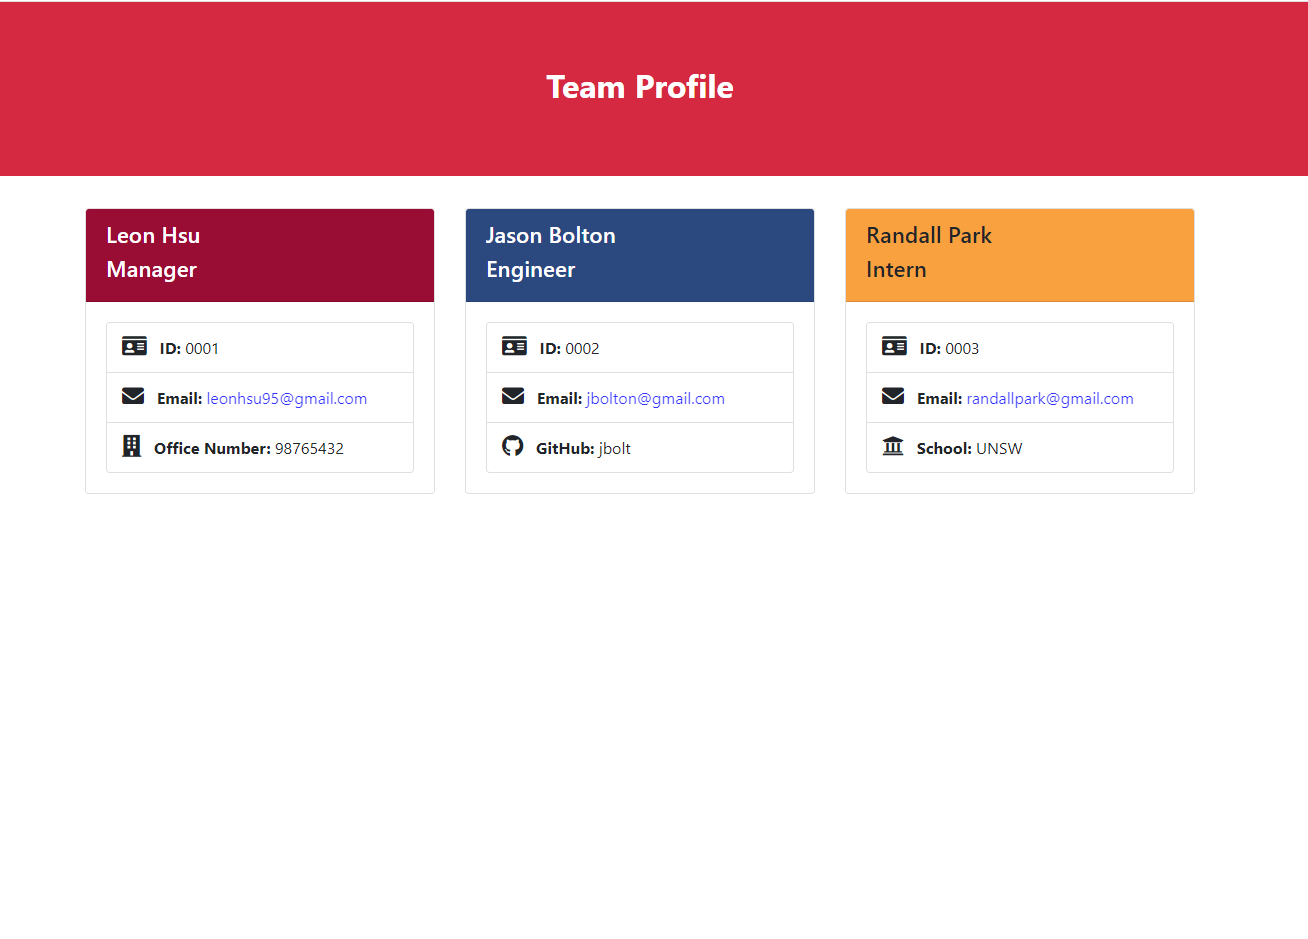 Team Profile
Leon Hsu
Manager
ID: 0001
Email: leonhsu95@gmail.com
Office Number: 98765432
Jason Bolton
Engineer
ID: 0002
Email: jbolton@gmail.com
GitHub: jbolt
Randall Park
Intern
ID: 0003
Email: randallpark@gmail.com
School: UNSW